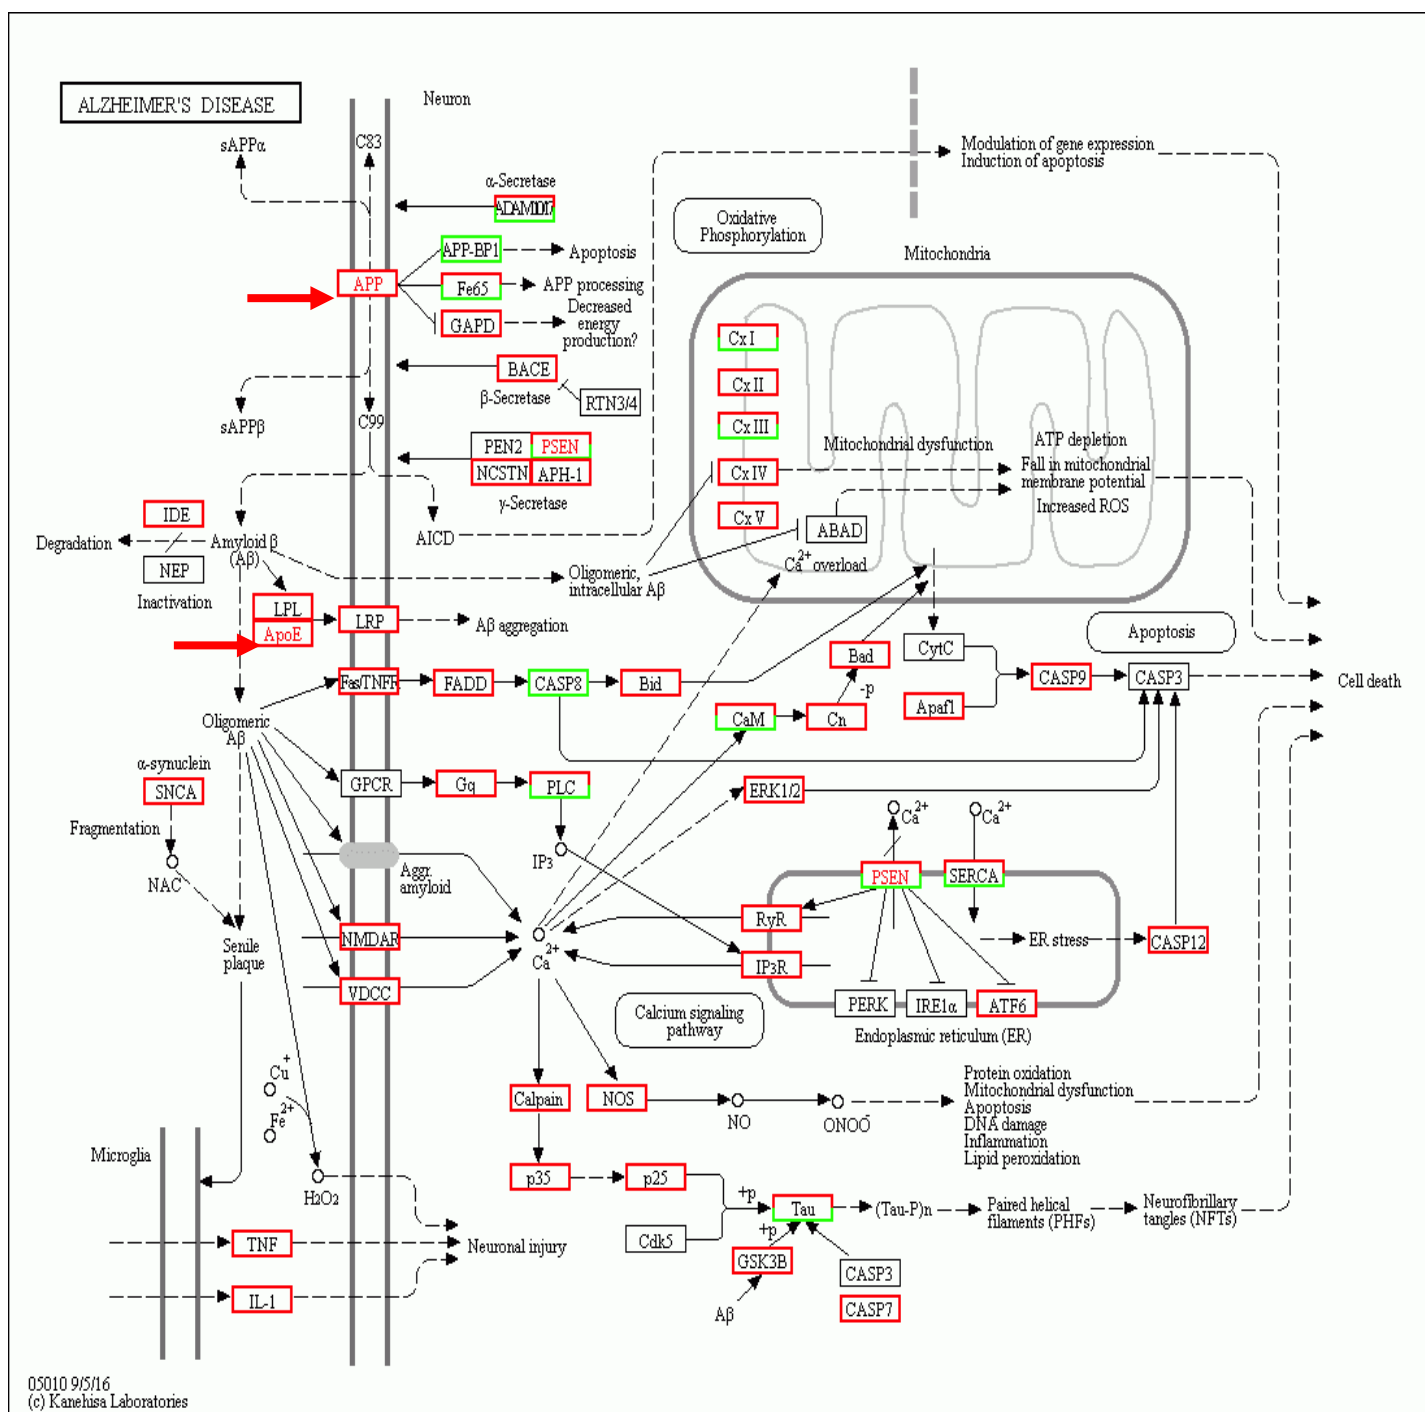 ALZHEIMER'S DISEASE
Neuron
sAPPα
C83
α-Secretase
Modulation of gene expression
Induction of apoptosis
Oxidative
Phosphorylation
APP-BP1
Apoptosis
Mitochondria
APP
Fe65
APP processing
GAPD
Decreased
energy
production?
Cx I
BACE
β-Secretase
RTN3/4
Cx II
sAPPβ
C99
Cx III
PEN2
PSEN
NCSTN
APH-1
γ-Secretase
Mitochondrial dysfunction
ATP depletion
Fall in mitochondrial
membrane potential
Increased ROS
Cx IV
Cx V
ABAD
IDE
Degradation
Amyloid β
(Aβ)
AICD
NEP
Inactivation
Oligomeric,
intracellular Aβ
Ca2+ overload
LPL
ApoE
LRP
Aβ aggregation
Apoptosis
Bad
CytC
Fas/TNFR
FADD
CASP8
Bid
-p
CASP9
CASP3
Cell death
Oligomeric
Aβ
CaM
Cn
Apaf1
α-synuclein
SNCA
GPCR
Gq
PLC
ERK1/2
Fragmentation
Ca2+
Ca2+
NAC
Aggr.
amyloid
IP3
PSEN
SERCA
Senile
plaque
NMDAR
Ca2+
RyR
ER stress
CASP12
IP3R
VDCC
PERK
IRE1α
ATF6
Calcium signaling
pathway
Endoplasmic reticulum (ER)
Cu+
Fe2+
Calpain
NOS
NO
ONOO-
Protein oxidation
Mitochondrial dysfunction
Apoptosis
DNA damage
Inflammation
Lipid peroxidation
Microglia
H2O2
p35
p25
+p
Tau
(Tau-P)n
Paired helical
filaments (PHFs)
Neurofibrillary
tangles (NFTs)
TNF
Neuronal injury
Cdk5
+p
GSK3B
CASP3
IL-1
Aβ
CASP7
05010 9/5/16
(c) Kanehisa Laboratories